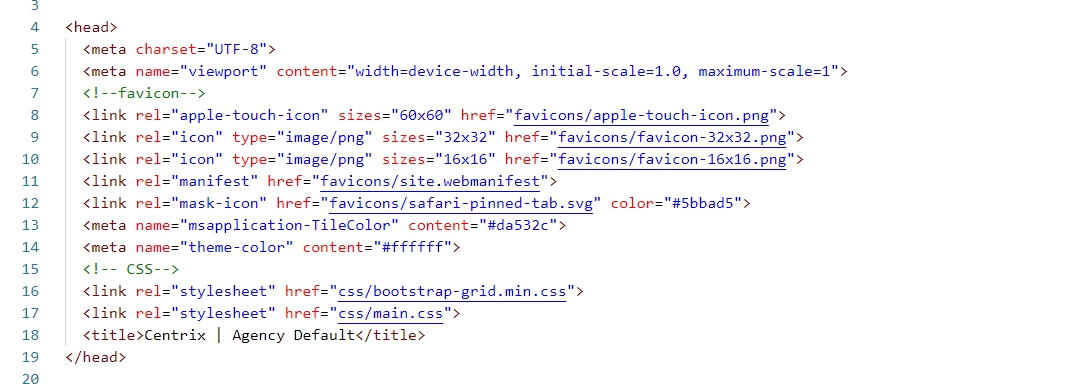 3
4 <head>
5 <meta charset="UTF-8">
6 <meta name="viewport" content="width=device-width, initial-scale=1.0, maximum-scale=1">
7 <!--favicon-->
8 <link rel="apple-touch-icon" sizes="60x60" href="favicons/apple-touch-icon.png">
9 <link rel="icon" type="image/png" sizes="32x32" href="favicons/favicon-32x32.png">
10 <link rel="icon" type="image/png" sizes="16x16" href="favicons/favicon-16x16.png">
11 <link rel="manifest" href="favicons/site.webmanifest">
12 <link rel="mask-icon" href="favicons/safari-pinned-tab.svg" color="#5bbad5">
13 <meta name="msapplication-TileColor" content="#da532c">
14 <meta name="theme-color" content="#ffffff">
15 <!-- CSS-->
16 <link rel="stylesheet" href="css/bootstrap-grid.min.css">
17 <link rel="stylesheet" href="css/main.css">
18 <title>Centrix | Agency Default</title>
19 </head>
20